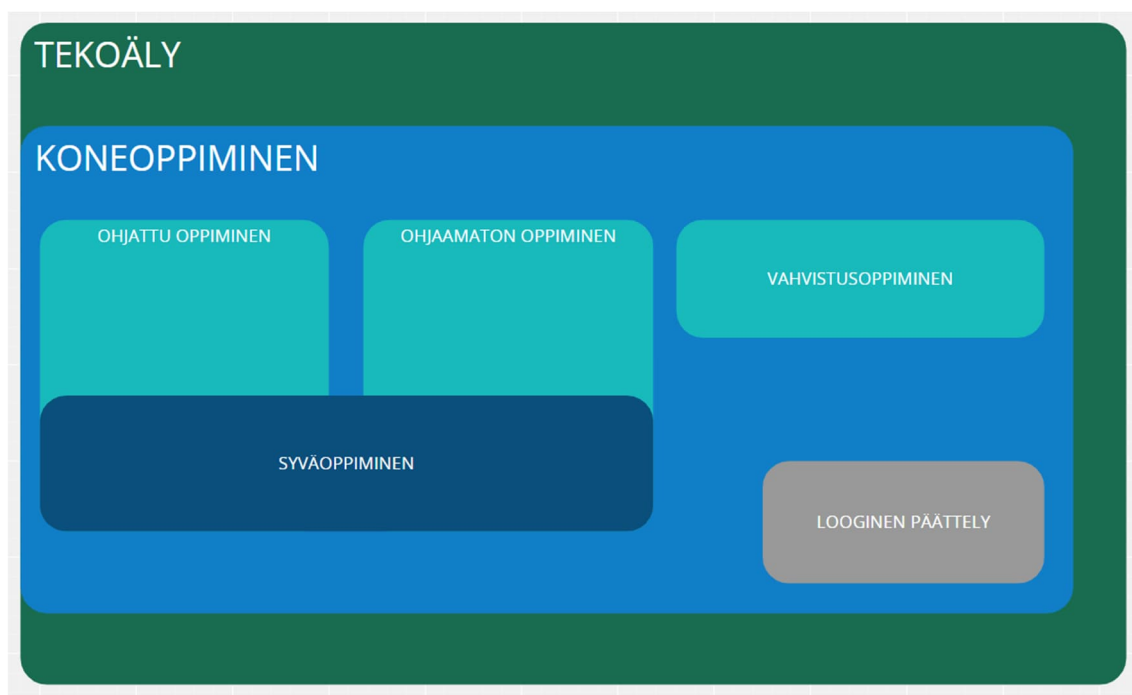 TEKOÄLY
KONEOPPIMINEN
OHJATTU OPPIMINEN
OHJAAMATON OPPIMINEN
VAHVISTUSOPPIMINEN
SYVÄOPPIMINEN
LOOGINEN PÄÄTTELY